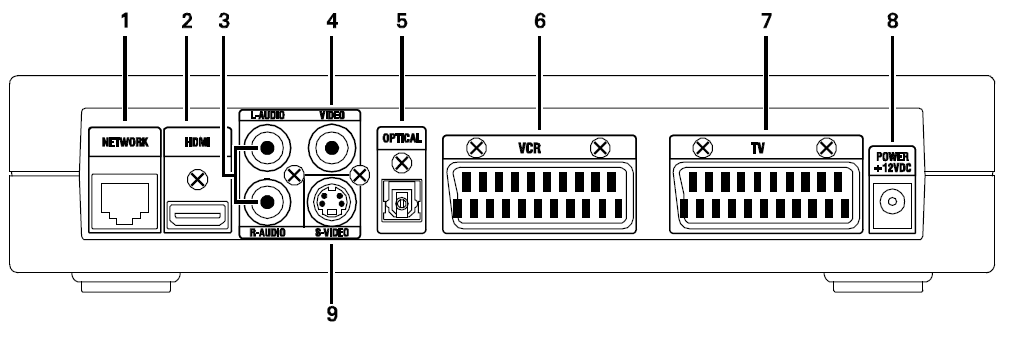 1 2 3 4 5 6 7 8
L-AUDIO VIDEO
NETWORK HDMI OPTICAL VCR TV POWER
+12VDC
R-AUDIO S-VIDEO
9